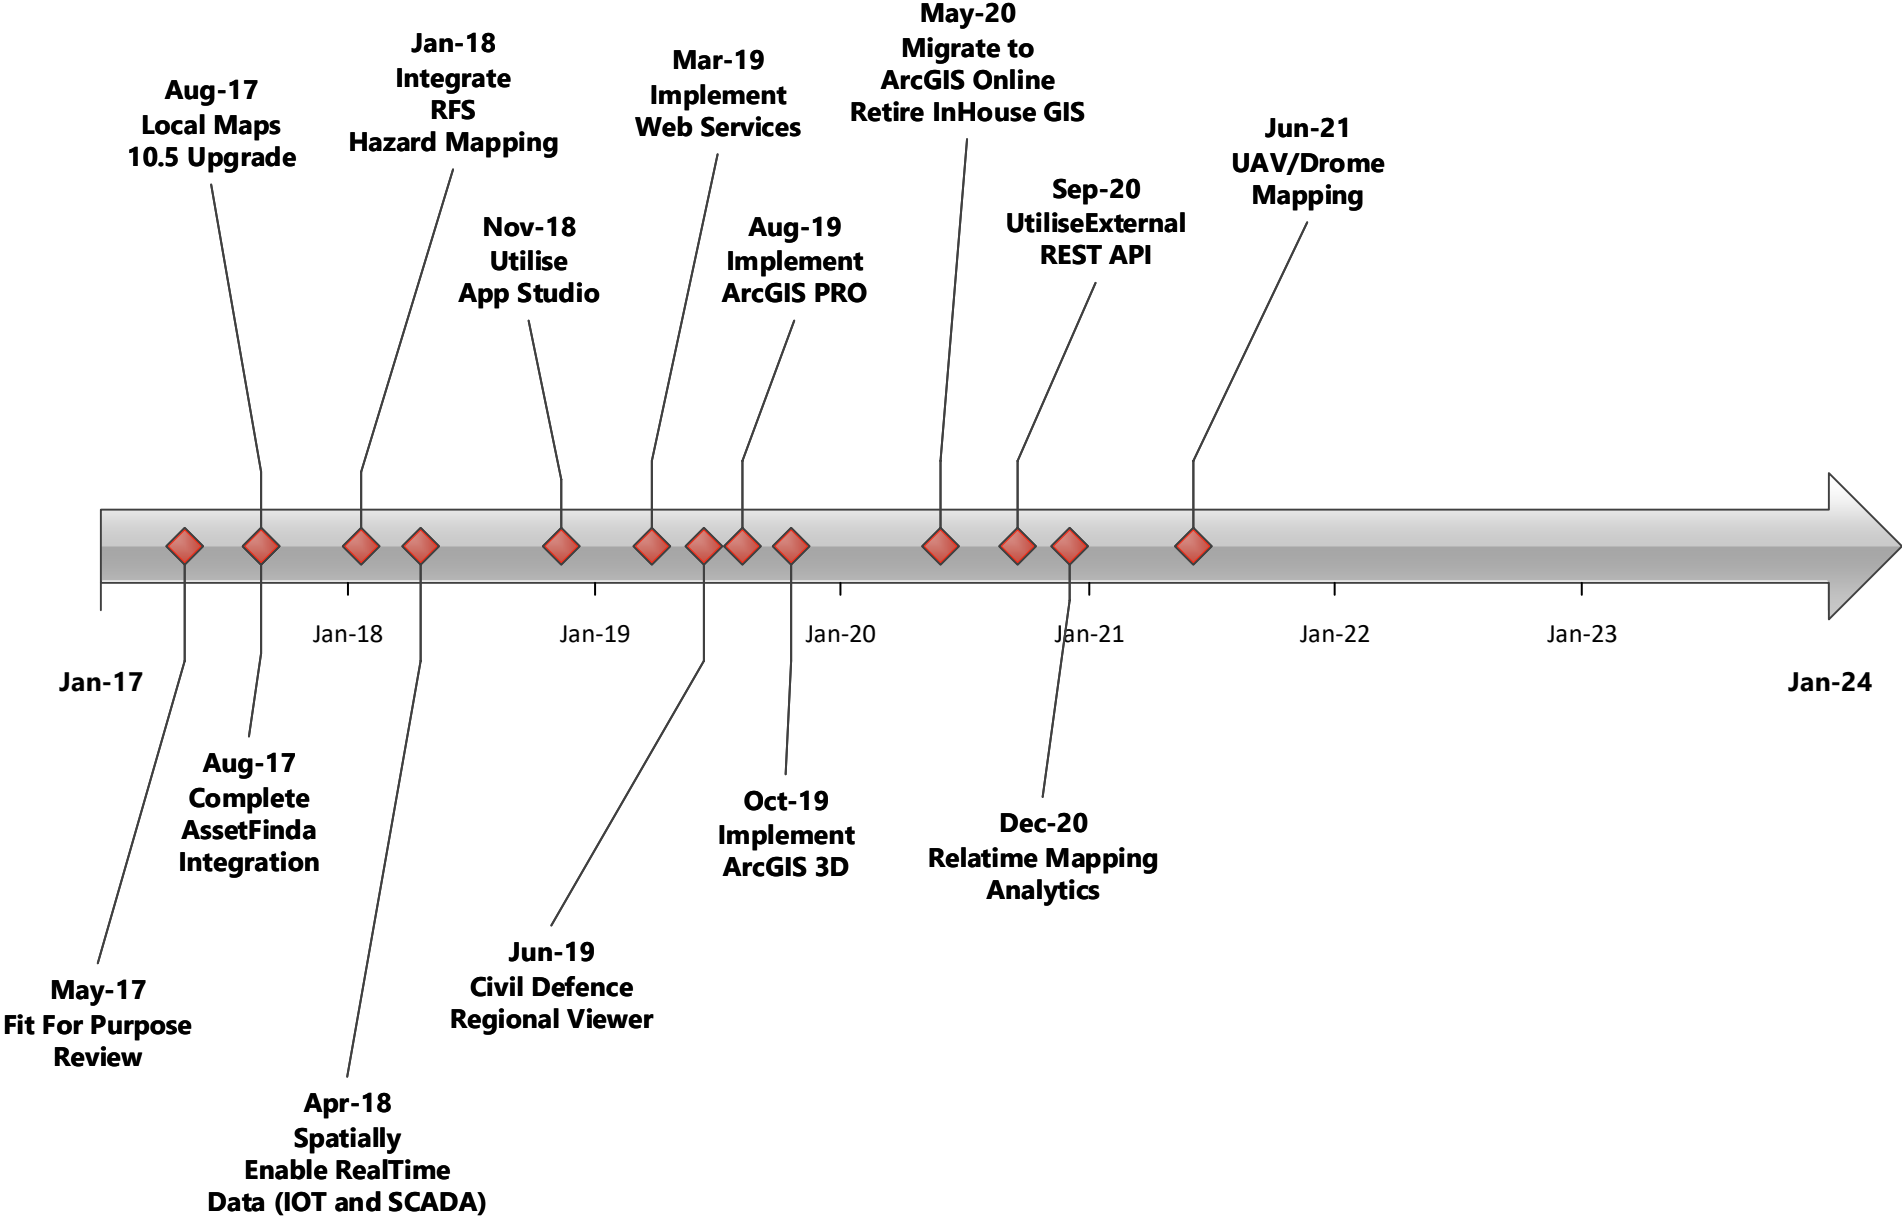 May-20
Migrate to
ArcGIS Online
Retire InHouse GIS
Jan-18
Integrate
RFS
Hazard Mapping
Mar-19
Implement
Web Services
Aug-17
Local Maps
10.5 Upgrade
Jun-21
UAV/Drome
Mapping
Sep-20
UtiliseExternal
REST API
Nov-18
Utilise
App Studio
Aug-19
Implement
ArcGIS PRO
Jan-18
Jan-19
Jan-20
Jan-21
Jan-22
Jan-23
Jan-17
Jan-24
Aug-17
Complete
AssetFinda
Integration
Oct-19
Implement
ArcGIS 3D
Dec-20
Relatime Mapping
Analytics
Jun-19
Civil Defence
Regional Viewer
May-17
Fit For Purpose
Review
Apr-18
Spatially
Enable RealTime
Data (IOT and SCADA)